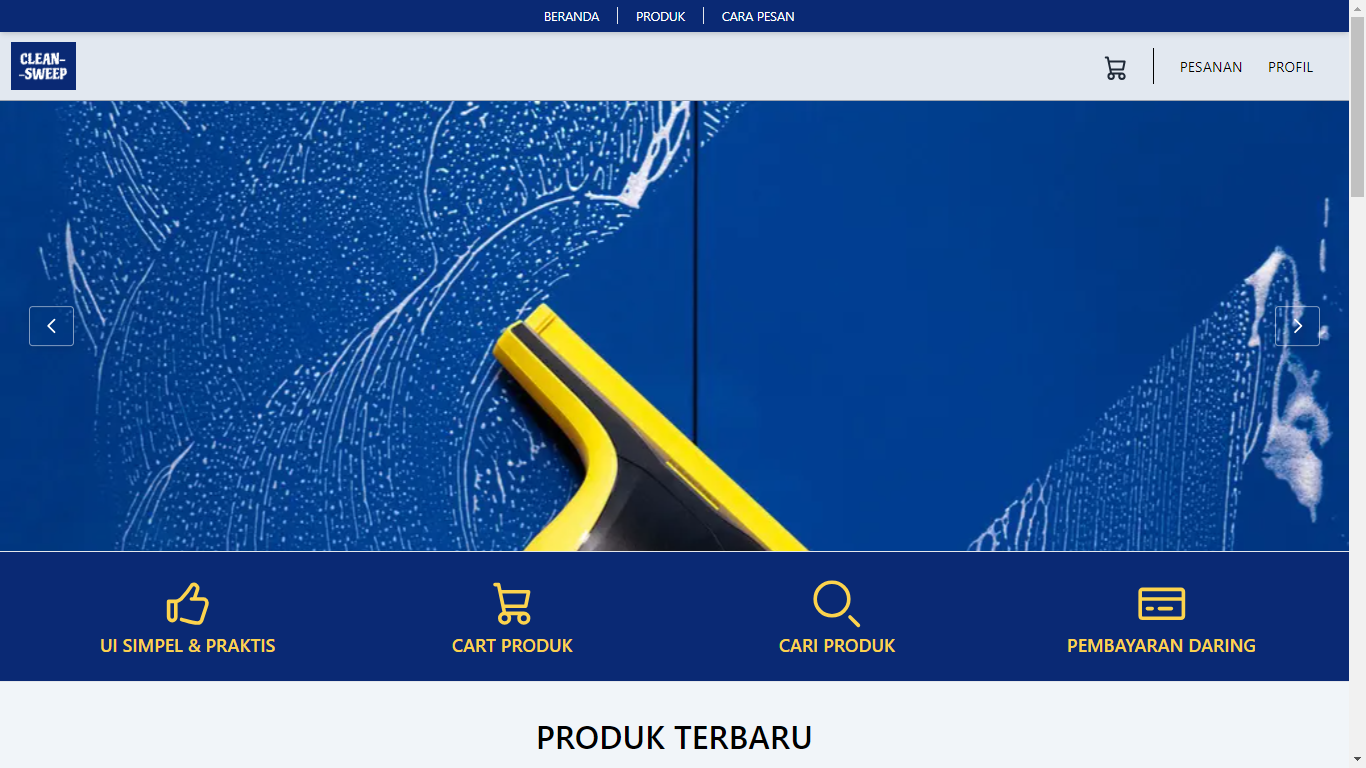 BERANDA
PRODUK
CARA PESAN
CLEAN-
-SWEEP
PESANAN
PROFIL
UI SIMPEL & PRAKTIS
CART PRODUK
CARI PRODUK
PEMBAYARAN DARING
PRODUK TERBARU